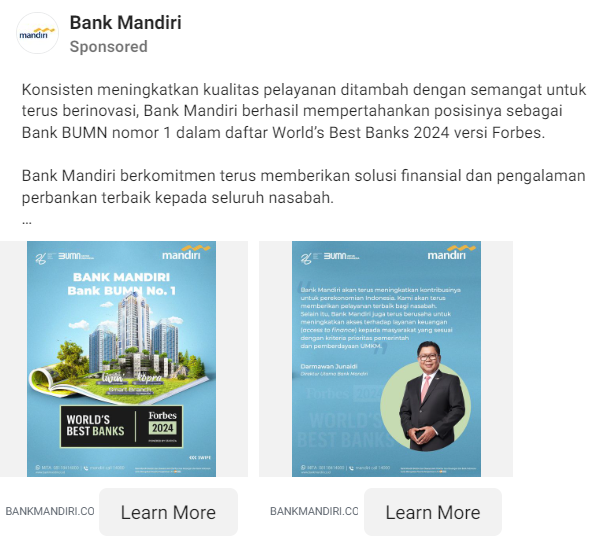 mandiri
Bank Mandiri
Sponsored
Konsisten meningkatkan kualitas pelayanan ditambah dengan semangat untuk
terus berinovasi, Bank Mandiri berhasil mempertahankan posisinya sebagai
Bank BUMN nomor 1 dalam daftar World's Best Banks 2024 versi Forbes.
Bank Mandiri berkomitmen terus memberikan solusi finansial dan pengalaman
perbankan terbaik kepada seluruh nasabah.
...
BUMN
mandiri
BANK MANDIRI
Bank BUMN No. 1
livin'
kopra
Smart Branch
WORLD'S
BEST BANKS
Forbes
2024
BUMN
mandiri
Bank Mandiri akan terus meningkatkan kontribusinya
untuk perekonomian Indonesia. Kami akan terus
memberikan pelayanan terbaik bagi nasabah.
Selain itu, Bank Mandiri juga terus berusaha untuk
meningkatkan akses terhadap layanan keuangan
(access to finance) kepada masyarakat yang sesuai
dengan kriteria prioritas pemerintah
dan pemberdayaan UMKM.
Darmawan Junaidi
Direktur Utama Bank Mandiri
WORLD'S
BEST BANKS
BANKMANDIRI.CO
Learn More
BANKMANDIRI.CC
Learn More